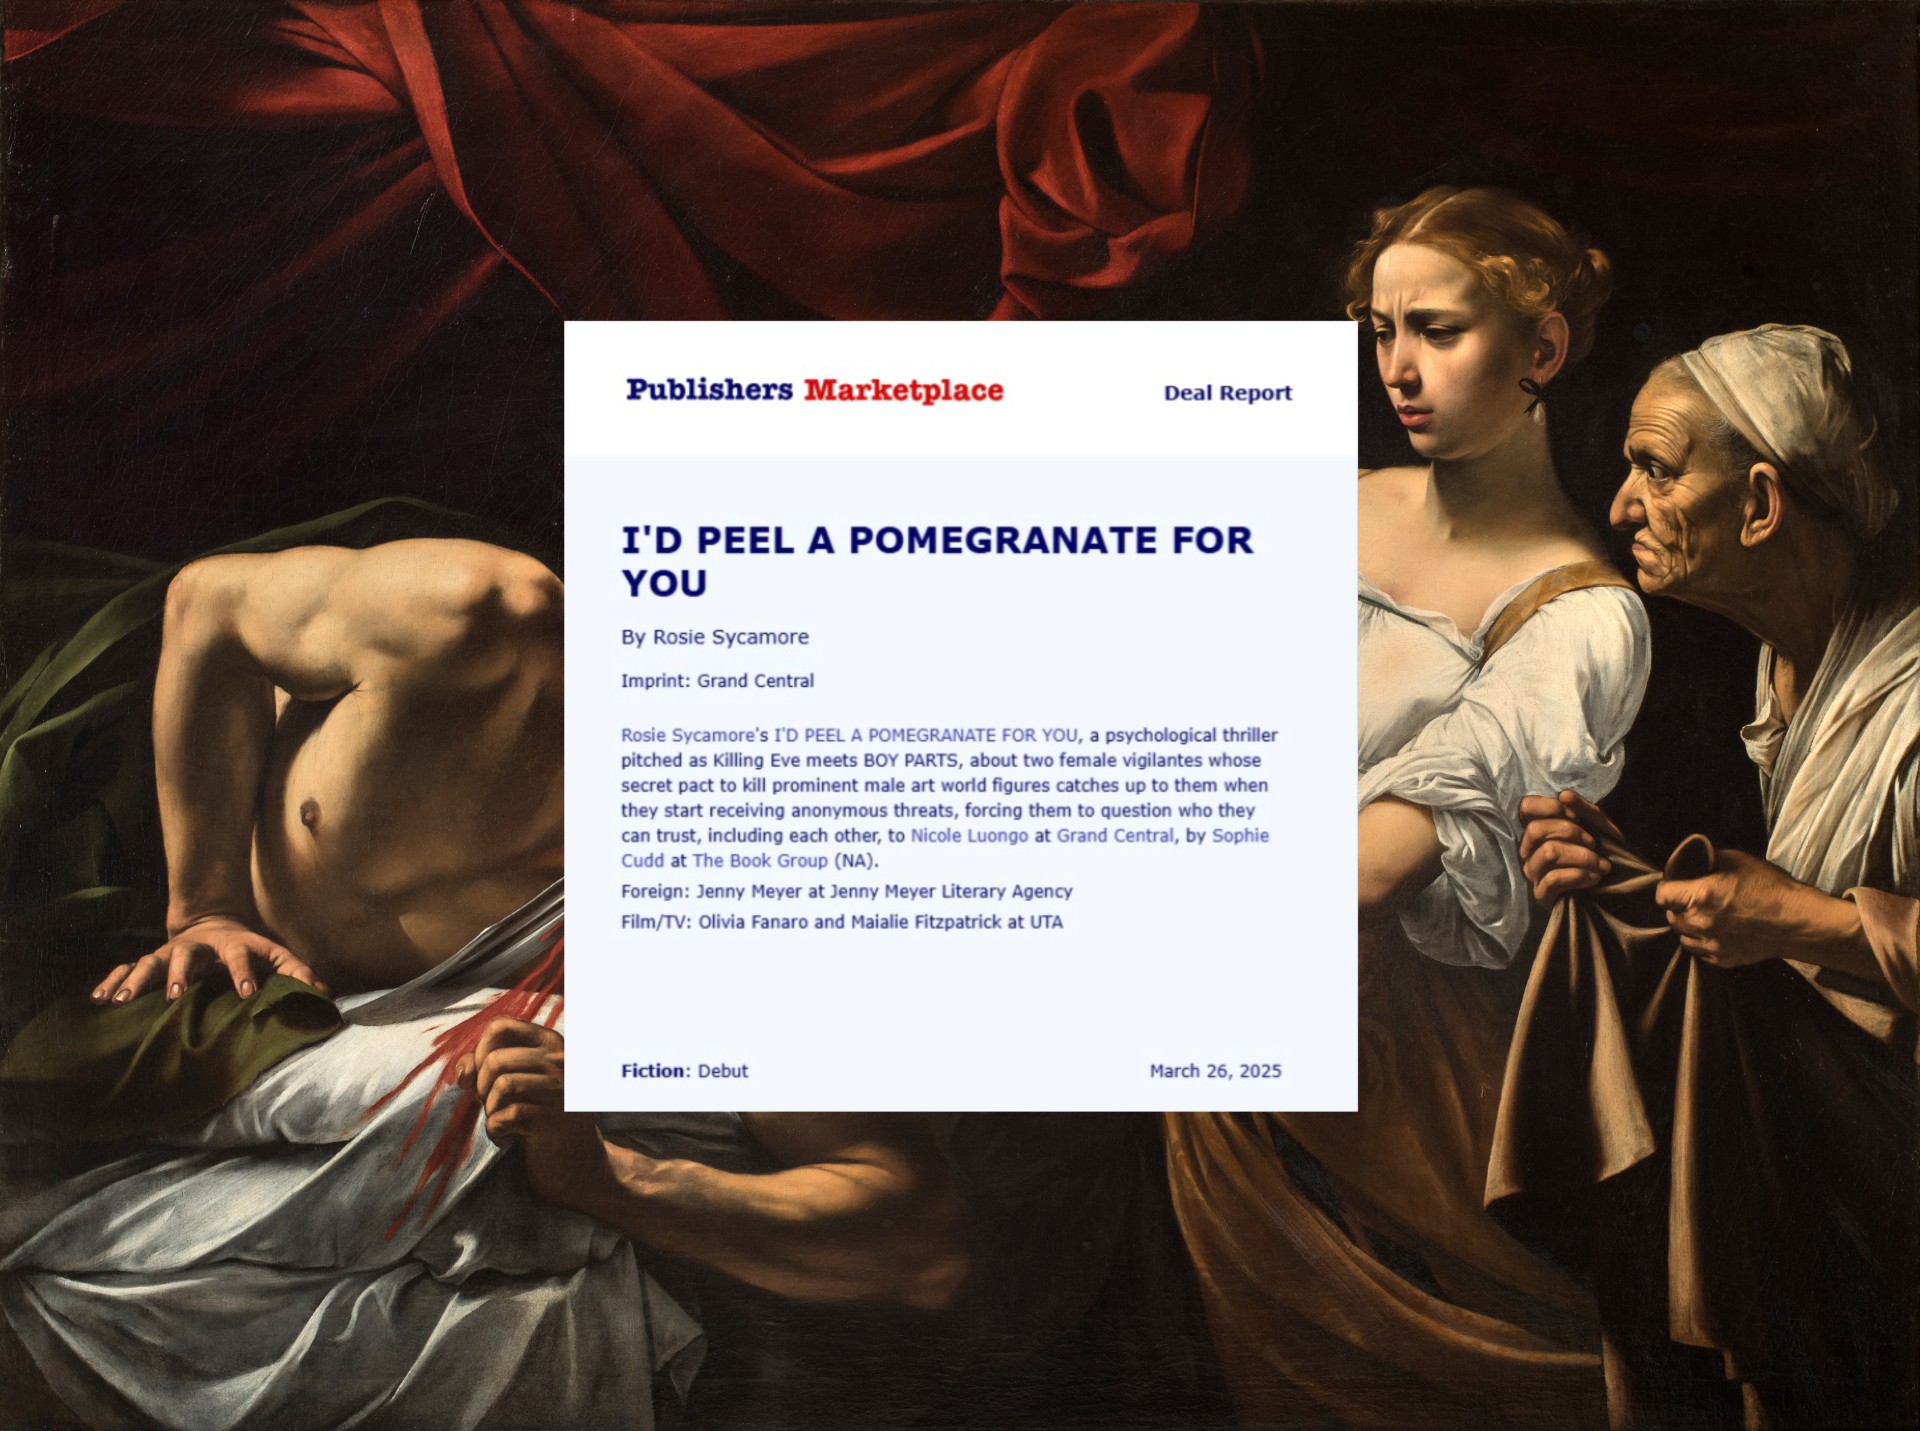 Publishers Marketplace
Deal Report
I'D PEEL A POMEGRANATE FOR
YOU
By Rosie Sycamore
Imprint: Grand Central
Rosie Sycamore's I'D PEEL A POMEGRANATE FOR YOU, a psychological thriller
pitched as Killing Eve meets BOY PARTS, about two female vigilantes whose
secret pact to kill prominent male art world figures catches up to them when
they start receiving anonymous threats, forcing them to question who they
can trust, including each other, to Nicole Luongo at Grand Central, by Sophie
Cudd at The Book Group (NA).
Foreign: Jenny Meyer at Jenny Meyer Literary Agency
Film/TV: Olivia Fanaro and Maialie Fitzpatrick at UTA
Fiction: Debut
March 26, 2025